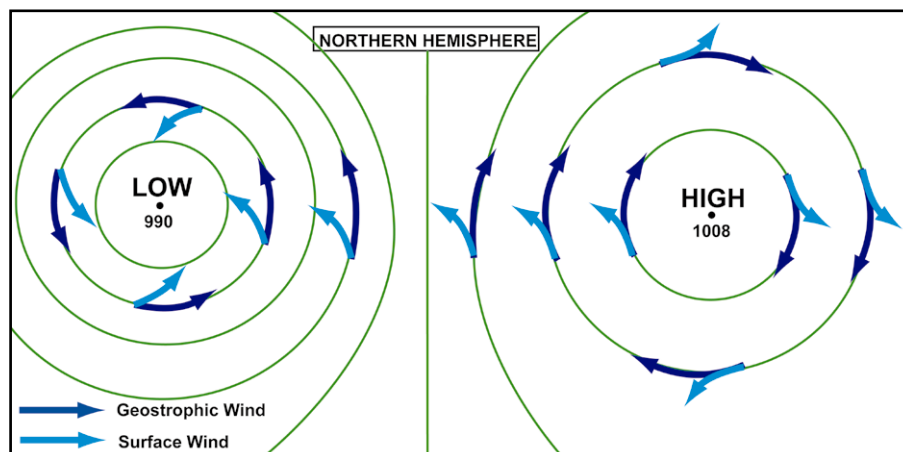 NORTHERN HEMISPHERE
LOW
990
HIGH
1008
Geostrophic Wind
Surface Wind